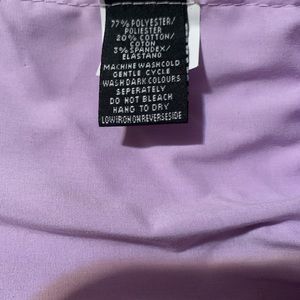 77% POLYESTER/
POLIESTER
20% COTTON/
COTON
3% SPANDEX/
ELASTANO
MACHINE WASH COLD
GENTLE CYCLE
WASH DARK COLOURS
SEPERATELY
DO NOT BLEACH
HANG TO DRY
LOW IRON ON REVERSE SIDE